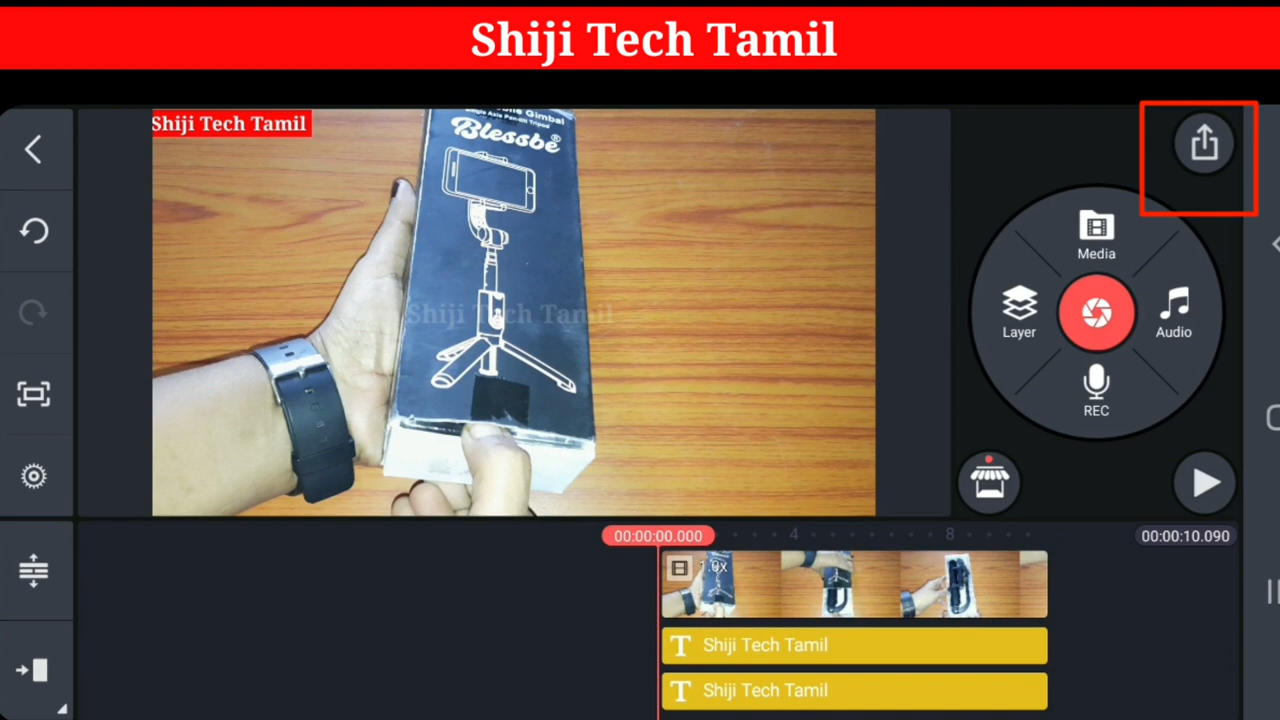 Shiji Tech Tamil
Shiji Tech Tamil
Gimbal
Blessbe®
Shiji Tech Tamil
Media
Layer
Audio
REC
00:00:00.000
4
8
00:00:10.090
1.0x
T Shiji Tech Tamil
T Shiji Tech Tamil